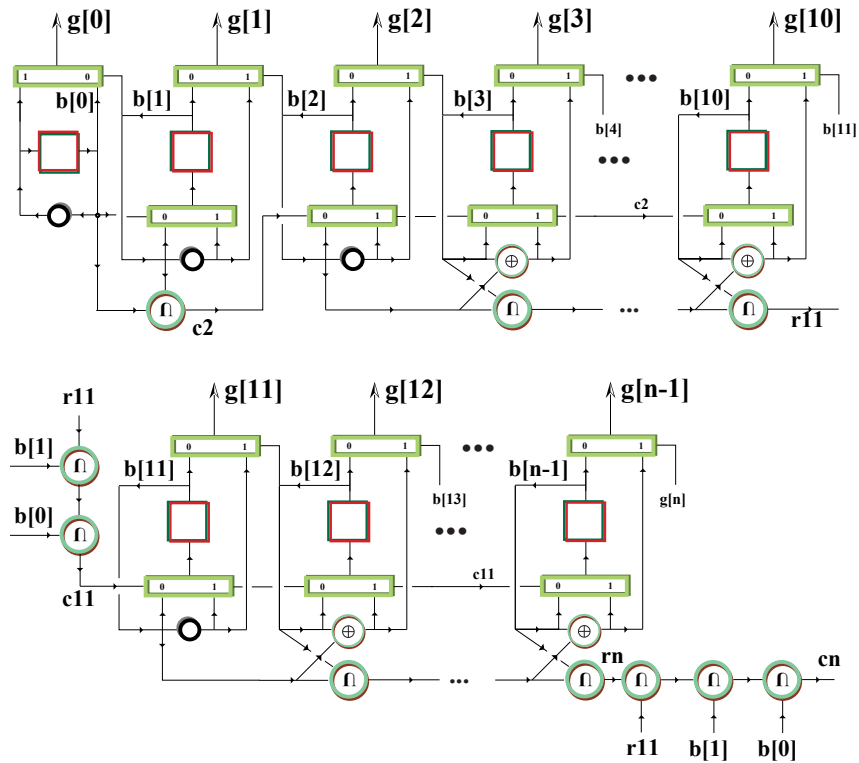 g[0] g[1] g[2] g[3] g[10]
1 0 0 1 0 1 0 1 ●●● 0 1
b[0] b[1] b[2] b[3] b[10]
b[4] b[11]
●●●
0 1 0 1 0 1 c2 0 1
⊕ ⊕
∩ ∩ ... ∩
c2 r11
r11 g[11] g[12] g[n-1]
b[1] ∩ 0 1 0 1 ●●● 0 1
b[11] b[12] b[n-1]
b[13] g[n]
b[0] ∩ ●●●
c11 0 1 0 1 c11 0 1
⊕ ⊕
rn cn
∩ ... ∩ ∩ ∩ ∩
r11 b[1] b[0]